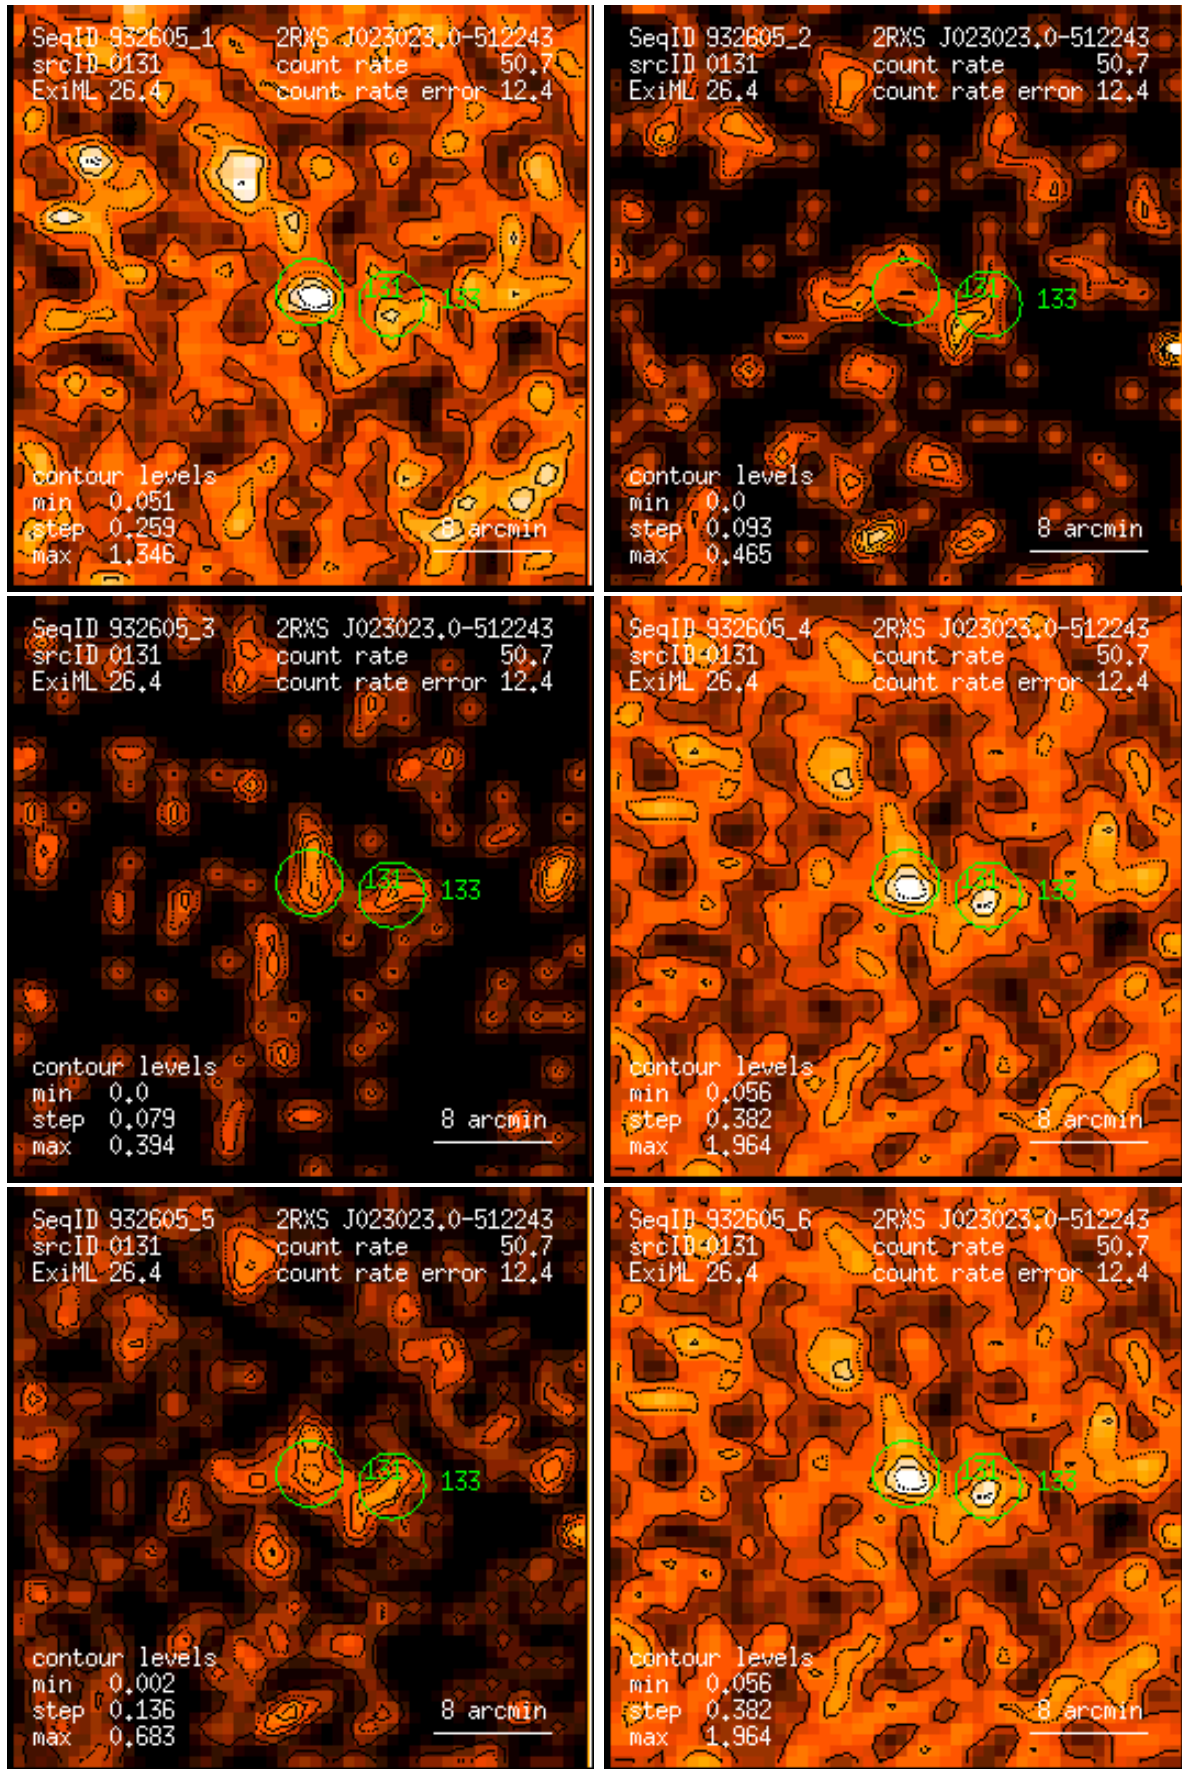 SeqID 932605_1 2RXS J023023.0-512243
srcID 0131 count rate 50.7
ExiML 26.4 count rate error 12.4
131 133
contour levels
min 0.051
step 0.259 8 arcmin
max 1.346
SeqID 932605_2 2RXS J023023.0-512243
srcID 0131 count rate 50.7
ExiML 26.4 count rate error 12.4
131 133
contour levels
min 0.0
step 0.093 8 arcmin
max 0.465
SeqID 932605_3 2RXS J023023.0-512243
srcID 0131 count rate 50.7
ExiML 26.4 count rate error 12.4
131 133
contour levels
min 0.0
step 0.079 8 arcmin
max 0.394
SeqID 932605_4 2RXS J023023.0-512243
srcID 0131 count rate 50.7
ExiML 26.4 count rate error 12.4
131 133
contour levels
min 0.056
step 0.382 8 arcmin
max 1.964
SeqID 932605_5 2RXS J023023.0-512243
srcID 0131 count rate 50.7
ExiML 26.4 count rate error 12.4
131 133
contour levels
min 0.002
step 0.136 8 arcmin
max 0.683
SeqID 932605_6 2RXS J023023.0-512243
srcID 0131 count rate 50.7
ExiML 26.4 count rate error 12.4
131 133
contour levels
min 0.056
step 0.382 8 arcmin
max 1.964